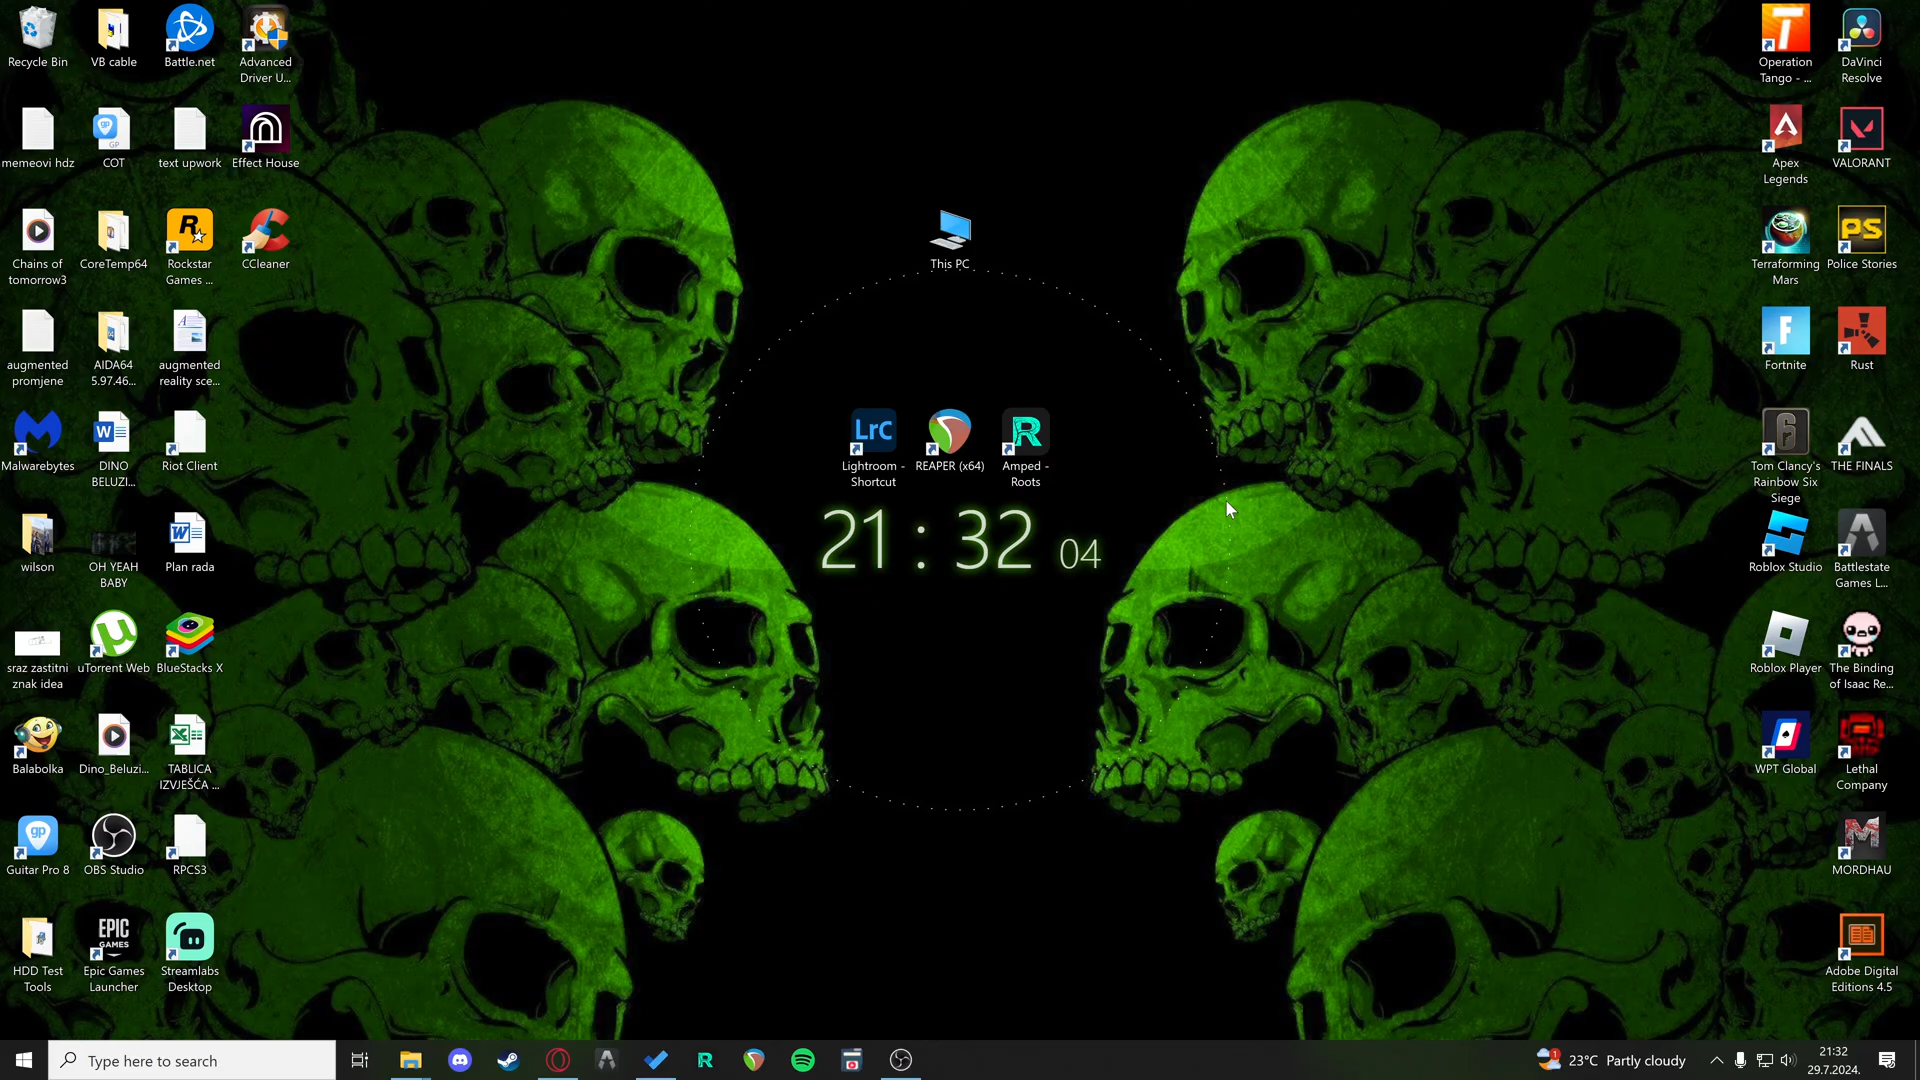 Recycle Bin
VB cable
Battle.net
Advanced
Driver U...
memeovi hdz
COT
text upwork
Effect House
Chains of
tomorrow3
CoreTemp64
Rockstar
Games ...
CCleaner
augmented
promjene
AIDA64
5.97.46...
augmented
reality sce...
Malwarebytes
DINO
BELUZI...
Riot Client
wilson
OH YEAH
BABY
Plan rada
sraz zastitni
znak idea
uTorrent Web
BlueStacks X
Balabolka
Dino_Beluzi...
TABLICA
IZVJEŠĆA ...
Guitar Pro 8
OBS Studio
RPCS3
HDD Test
Tools
EPIC
GAMES
Epic Games
Launcher
Streamlabs
Desktop
This PC
LrC
Lightroom -
Shortcut
REAPER (x64)
Amped -
Roots
21 : 32 04
Operation
Tango - ...
DaVinci
Resolve
Apex
Legends
VALORANT
Terraforming
Mars
PS
Police Stories
Fortnite
Rust
Tom Clancy's
Rainbow Six
Siege
THE FINALS
Roblox Studio
Battlestate
Games L...
Roblox Player
The Binding
of Isaac Re...
WPT Global
Lethal
Company
MORDHAU
Adobe Digital
Editions 4.5
Type here to search
23°C Partly cloudy
21:32
29.7.2024.